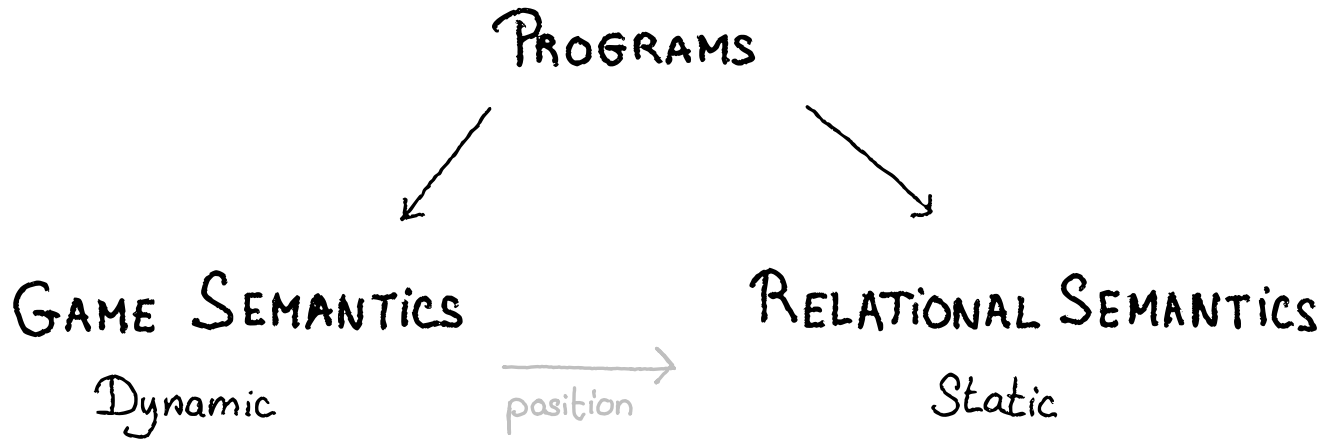 PROGRAMS
GAME SEMANTiCS
RELATiONAL SEMANTiCS
Dynamic
position
Static